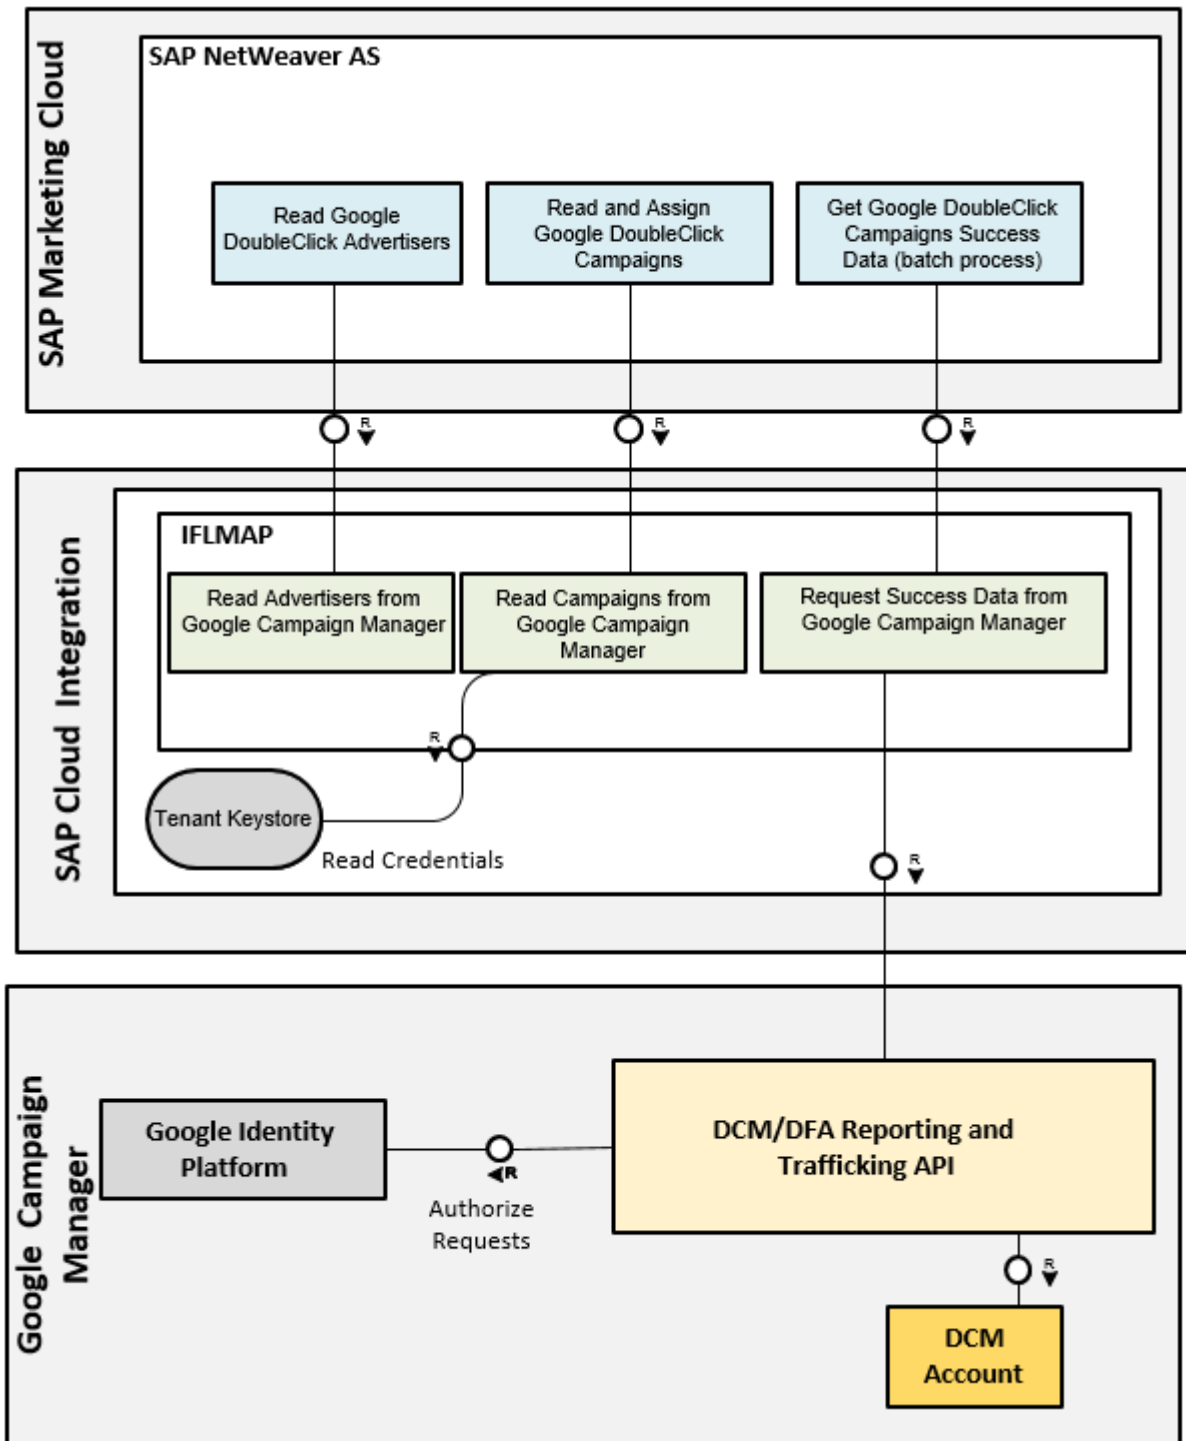 SAP Marketing Cloud
SAP NetWeaver AS
Read Google
DoubleClick Advertisers
Read and Assign
Google DoubleClick
Campaigns
Get Google DoubleClick
Campaigns Success
Data (batch process)
R
R
R
SAP Cloud Integration
IFLMAP
Read Advertisers from
Google Campaign Manager
Read Campaigns from
Google Campaign
Manager
Request Success Data from
Google Campaign Manager
R
Tenant Keystore
Read Credentials
R
Google Campaign
Manager
Google Identity
Platform
R
Authorize
Requests
DCM/DFA Reporting and
Trafficking API
R
DCM
Account